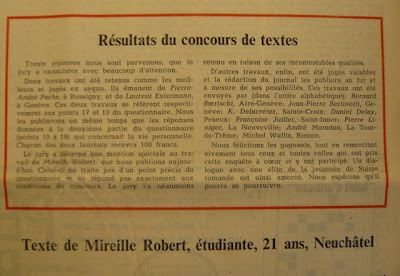 Résultats du concours de textes
Trente réponses nous sont parvenues, que le
jury a examinées avec beaucoup d'attention.
Deux travaux ont été retenus comme les meil-
leurs et jugés ex aequo. Ils émanent de Pierre-
André Pache, à Bussigny, et de Laurent Extermann,
à Genève. Ces deux travaux se réfèrent respecti-
vement aux points 17 et 13 du questionnaire. Nous
les publierons en même temps que les réponses
données à la deuxième partie du questionnaire
(points 10 à 18) qui concernait la vie personnelle.
Chacun des deux lauréats recevra 100 francs.
Le jury a décerné une mention spéciale au tra-
vail de Mireille Robert, que nous publions aujour-
d'hui. Celui-ci ne traite pas d'un point précis du
questionnaire et ne répond pas exactement aux
conditions du concours. Le jury l'a néanmoins
retenu en raison de ses incontestables qualités.
D'autres travaux, enfin, ont été jugés valables
et la rédaction du journal les publiera au fur et
à mesure de ses possibilités. Ces travaux ont été
envoyés par (dans l'ordre alphabétique): Bernard
Baertschi, Aïre-Genève; Jean-Pierre Bertinotti, Ge-
nève; K. Delacrétaz, Sainte-Croix; Daniel Delay,
Peseux; Françoise Juillet, Saint-Imier; Pierre Li-
niger, La Neuveville; André Maradan, La Tour-
de-Trême; Michel Wallis, Bienne.
Nous félicitons les gagnants, tout en remerciant
vivement tous ceux et toutes celles qui ont pris
cette enquête à cœur et y ont participé. Un dia-
logue avec une élite de la jeunesse de Suisse
romande est ainsi amorcé. Nous espérons qu'il
pourra se poursuivre.
Texte de Mireille Robert, étudiante, 21 ans, Neuchâtel